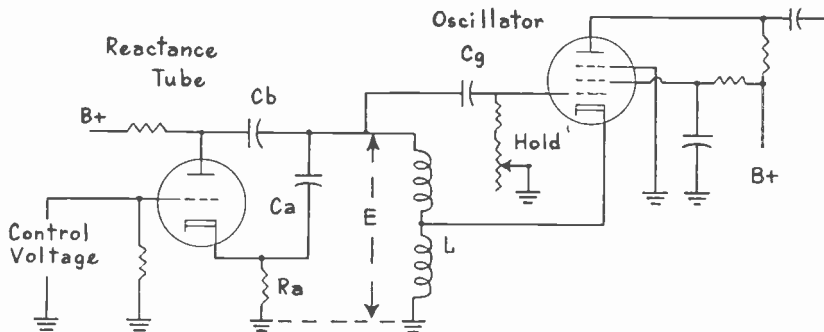 Oscillator
Reactance
Tube
Cg
Cb
B+
Hold
Ca
E
B+
Control
Voltage
L
Ra